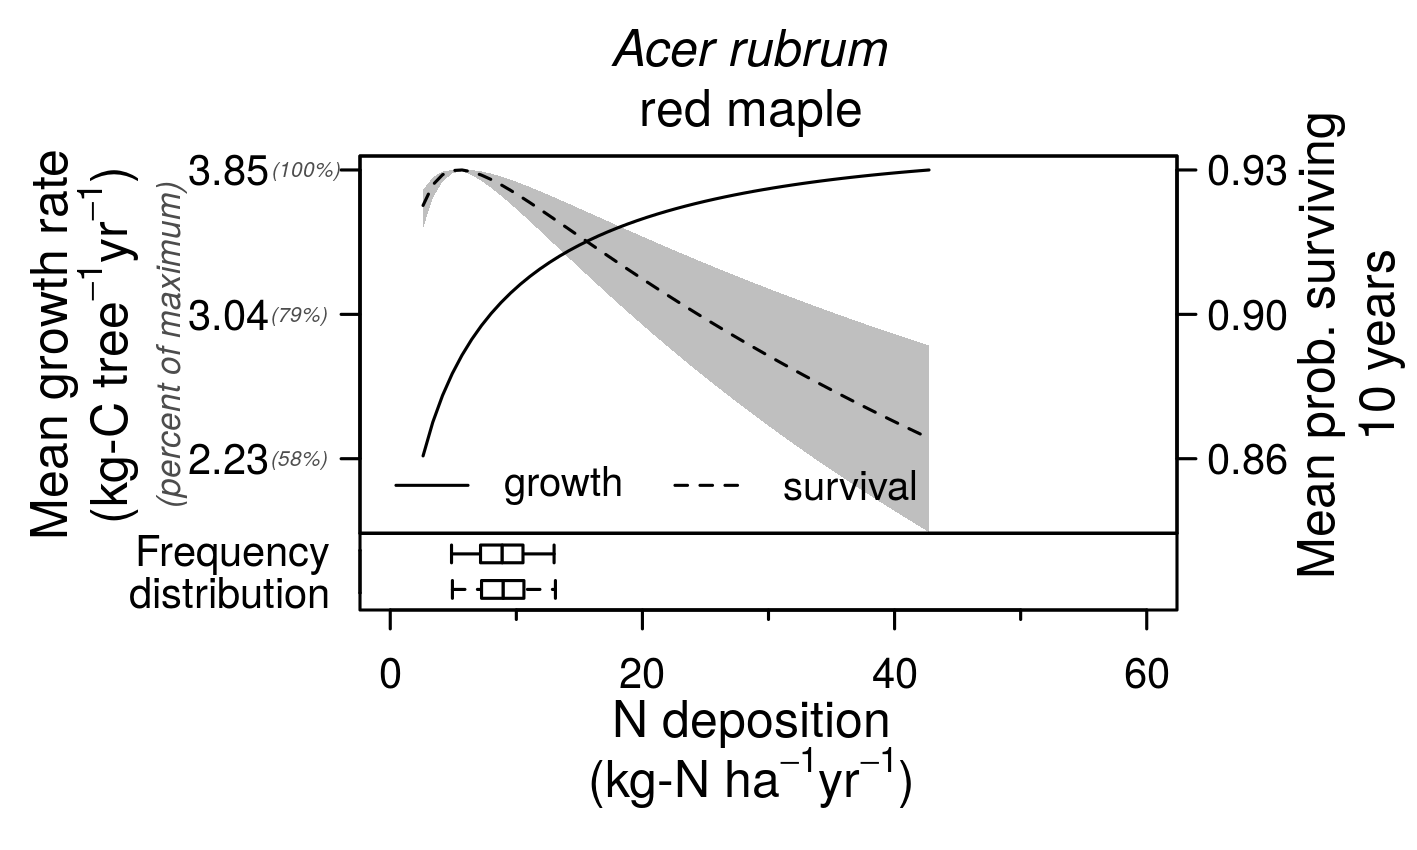 Acer rubrum
red maple
Mean growth rate
(kg-C tree⁻¹yr⁻¹)
(percent of maximum)
3.85 (100%)
3.04 (79%)
2.23 (58%)
0.93
0.90
0.86
Mean prob. surviving
10 years
growth survival
Frequency
distribution
0 20 40 60
N deposition
(kg-N ha⁻¹yr⁻¹)